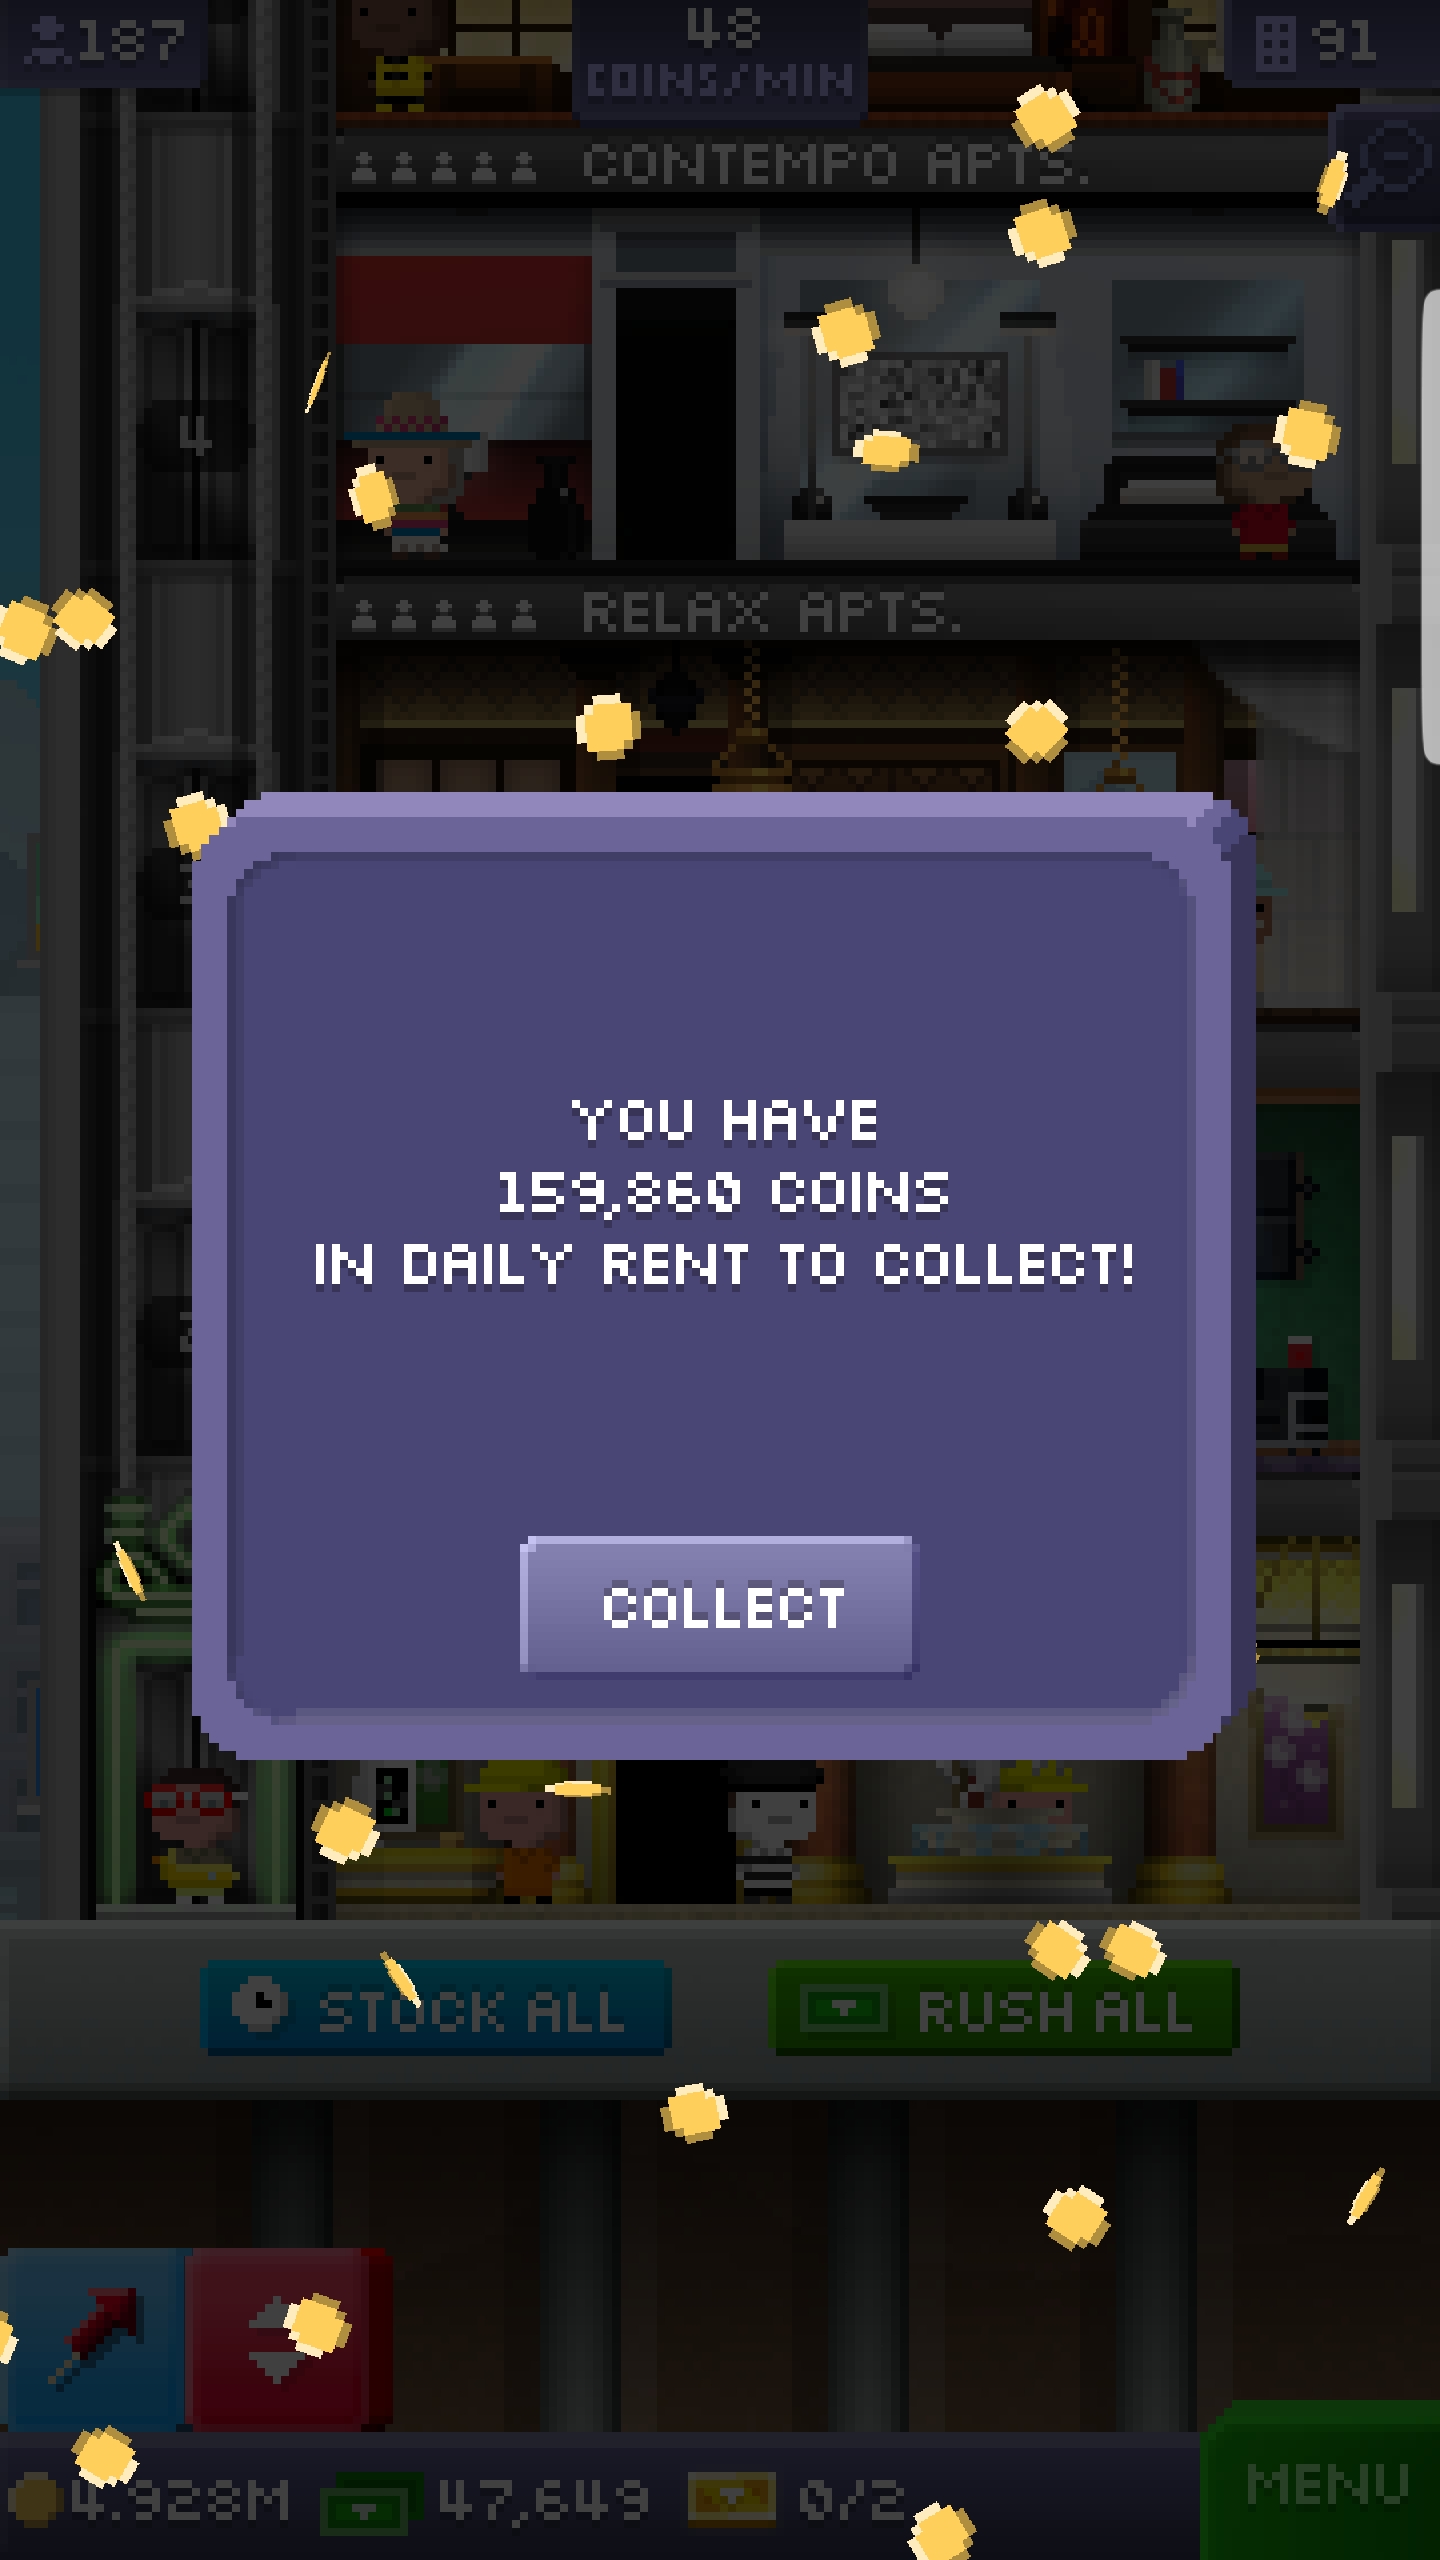 187
48
COINS/MIN
91
CONTEMPO APTS.
4
RELAX APTS.
YOU HAVE
159,860 COINS
IN DAILY RENT TO COLLECT!
COLLECT
STOCK ALL
RUSH ALL
4.928M
47,649
0/2
MENU